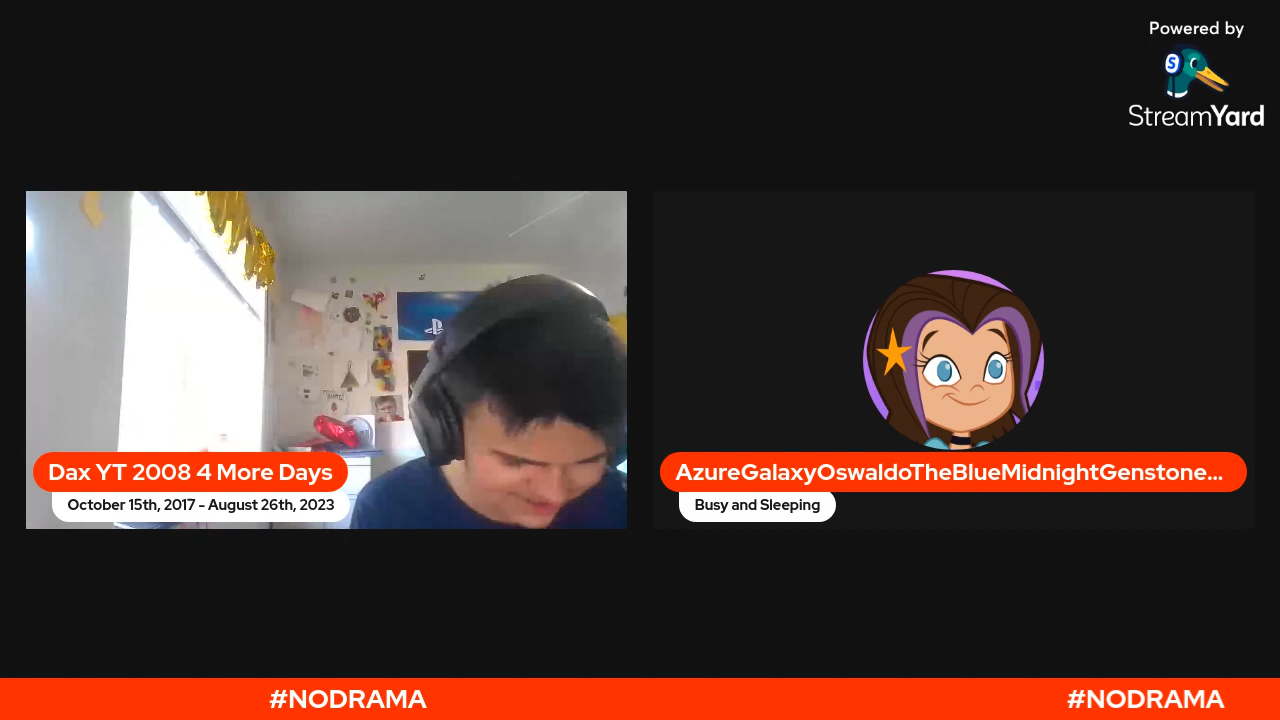 Powered by
StreamYard
Dax YT 2008 4 More Days
October 15th, 2017 - August 26th, 2023
AzureGalaxyOswaldoTheBlueMidnightGenstone...
Busy and Sleeping
#NODRAMA #NODRAMA